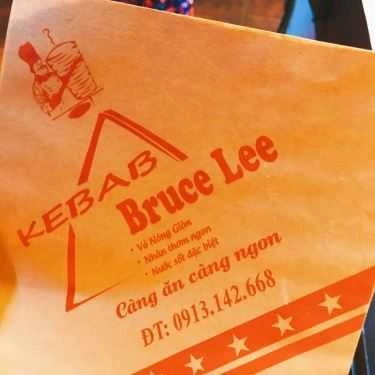 KEBAB
Bruce Lee
• Vỏ Nóng Giòn
• Nhân thơm ngon
• Nước sốt đặc biệt
Càng ăn càng ngon
ĐT: 0913.142.668